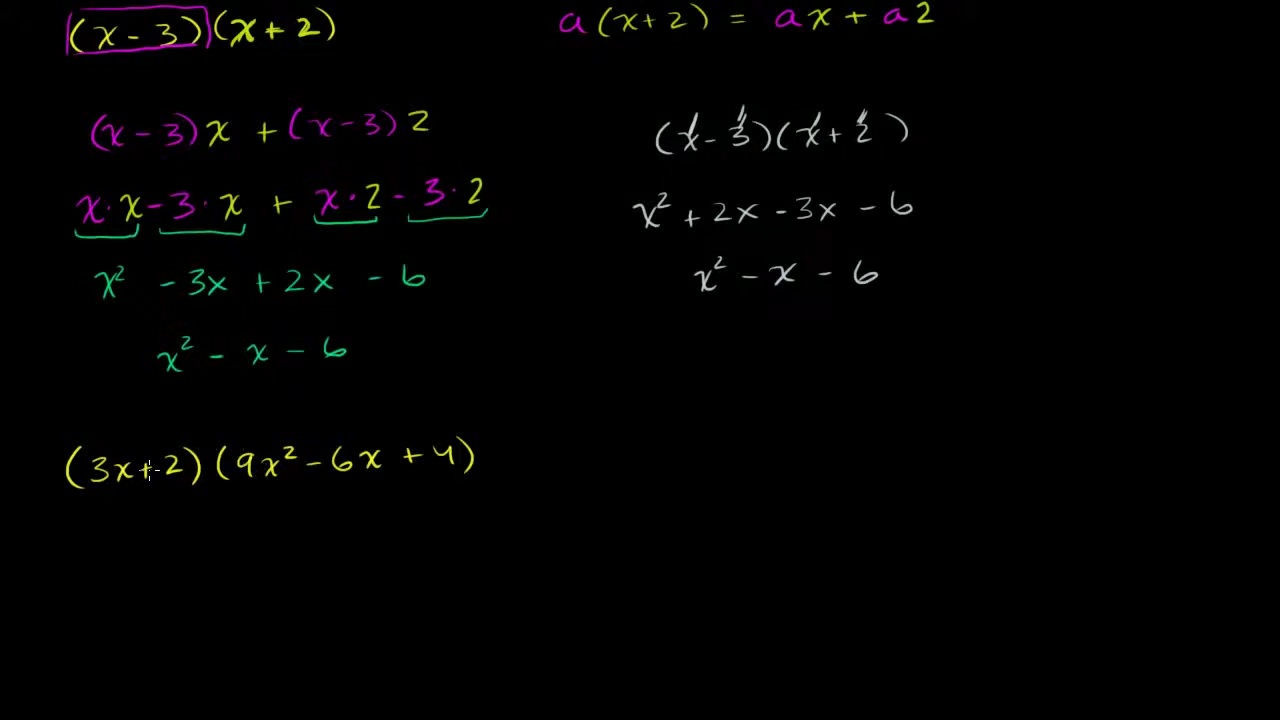 (x - 3)(x + 2)
a(x + 2) = ax + a2
(x - 3)x + (x - 3)2
x · x - 3 · x + x · 2 - 3 · 2
x² - 3x + 2x - 6
x² - x - 6
(x - 3)(x + 2)
x² + 2x - 3x - 6
x² - x - 6
(3x + 2)(9x² - 6x + 4)